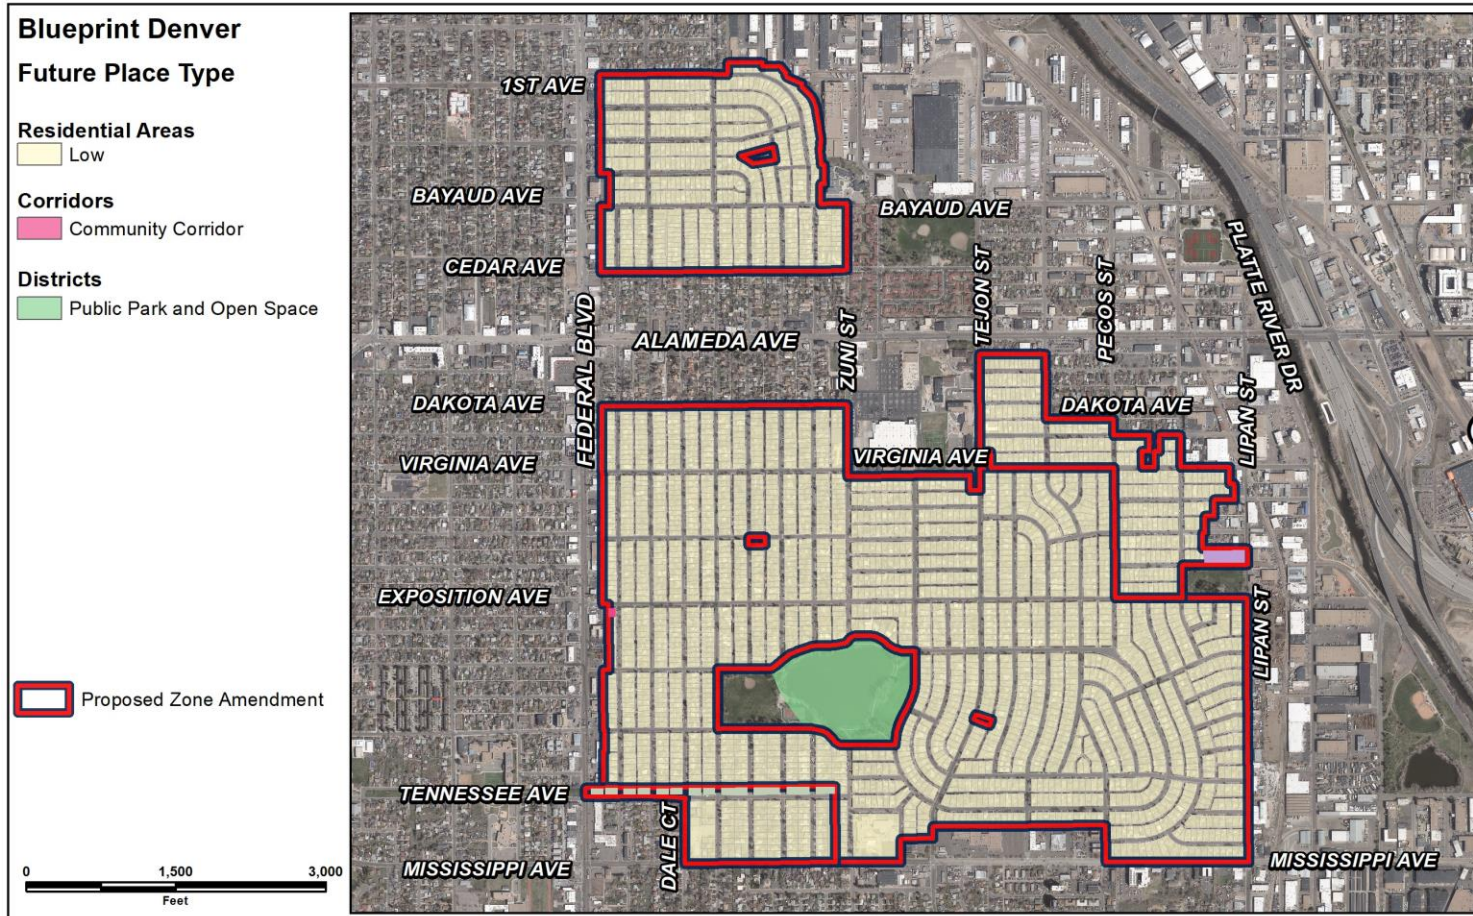 Blueprint Denver
Future Place Type
Residential Areas
Low
Corridors
Community Corridor
Districts
Public Park and Open Space
Proposed Zone Amendment
0 1,500 3,000
Feet
1ST AVE
BAYAUD AVE
BAYAUD AVE
CEDAR AVE
FEDERAL BLVD
ALAMEDA AVE
ZUNI ST
TEJON ST
PECOS ST
PLATTE RIVER DR
DAKOTA AVE
DAKOTA AVE
LIPAN ST
VIRGINIA AVE
VIRGINIA AVE
EXPOSITION AVE
LIPAN ST
TENNESSEE AVE
DALE CT
MISSISSIPPI AVE
MISSISSIPPI AVE